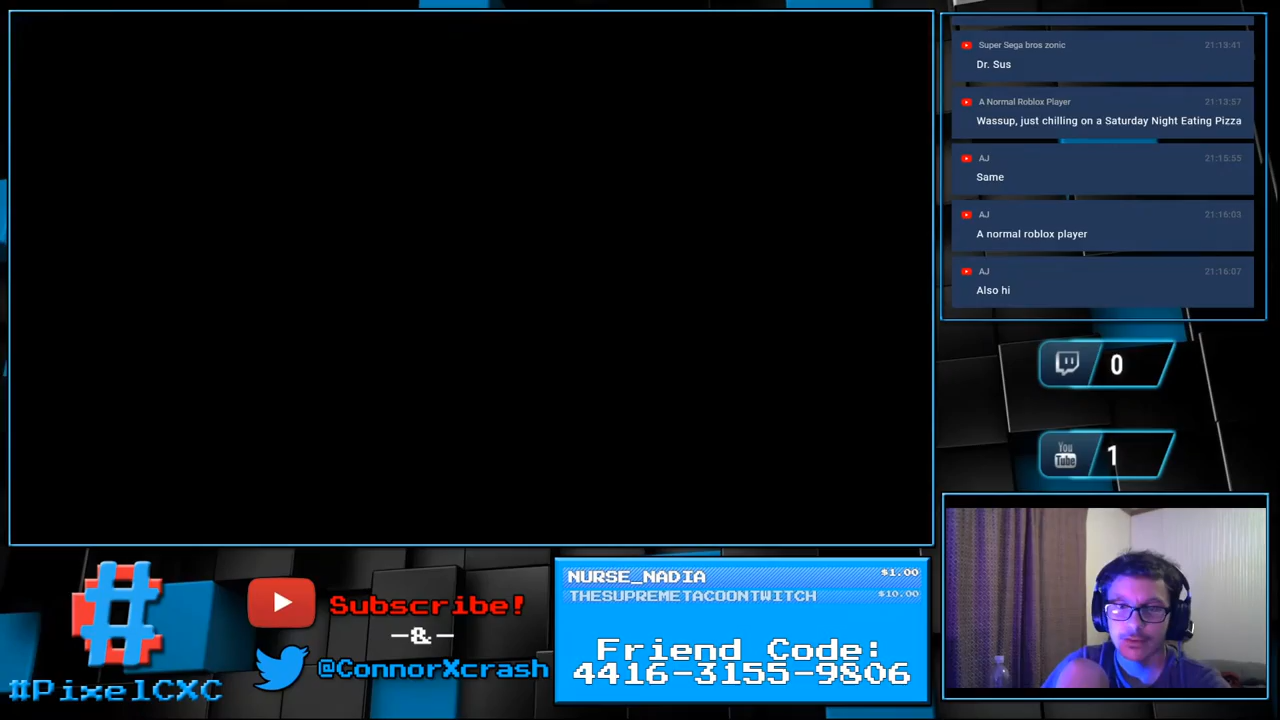 Super Sega bros zonic 21:13:41
Dr. Sus
A Normal Roblox Player 21:13:57
Wassup, just chilling on a Saturday Night Eating Pizza
AJ 21:15:55
Same
AJ 21:16:03
A normal roblox player
AJ 21:16:07
Also hi
0
You
Tube 1
#PixelCXC
Subscribe!
-&-
@ConnorXcrash
NURSE_NADIA $1.00
THESUPREMETACOONTWITCH $10.00
Friend Code:
4416-3155-9806